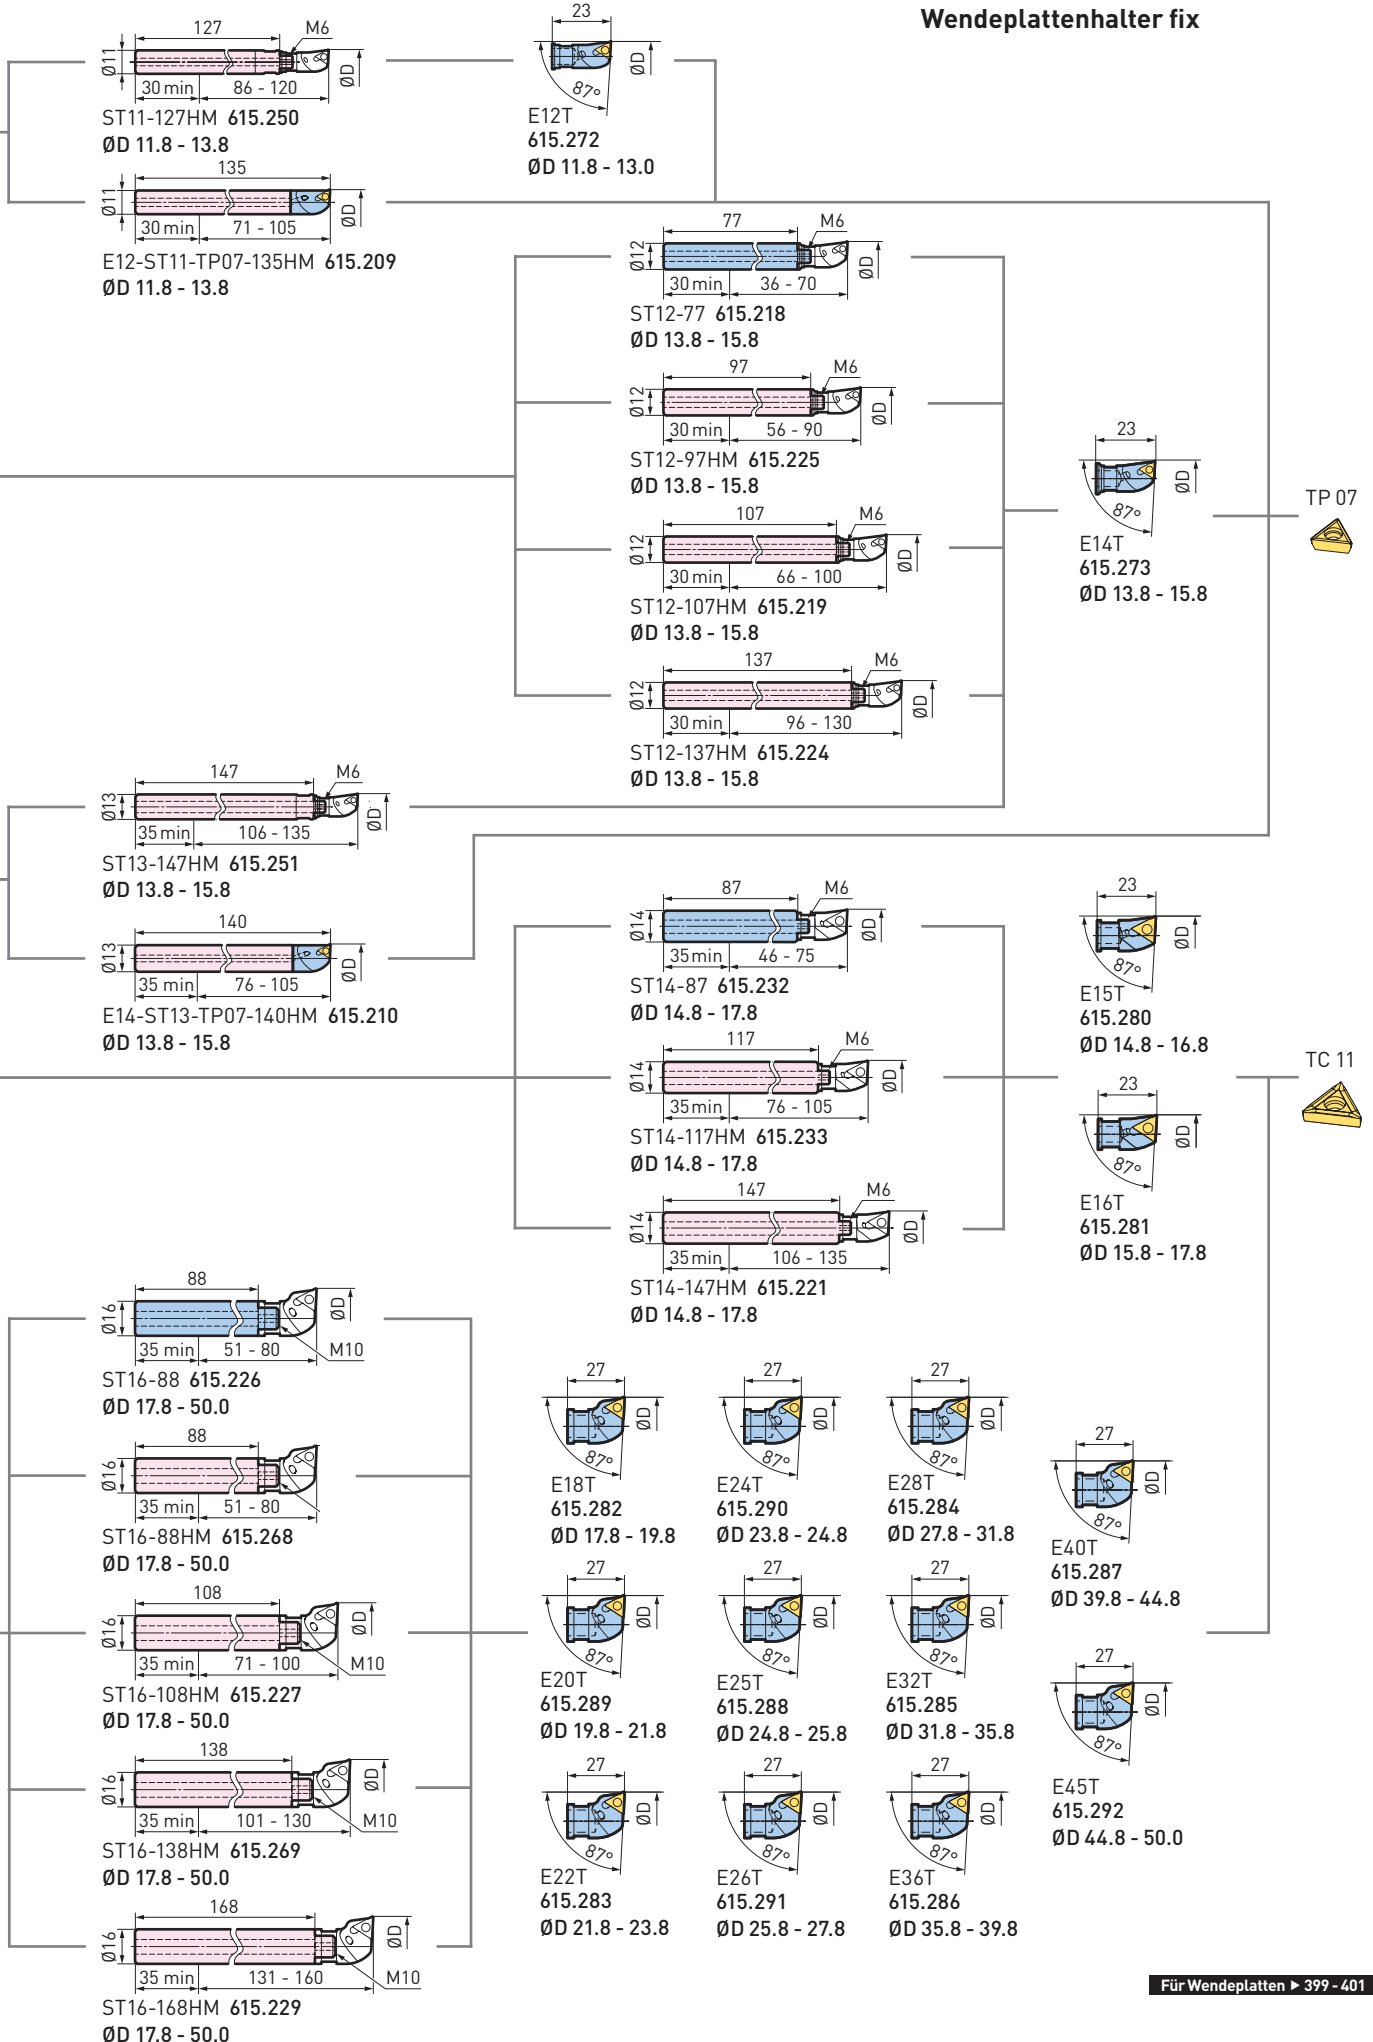 Wendeplattenhalter fix
127
M6
Ø11
ØD
30 min
86 - 120
ST11-127HM 615.250
ØD 11.8 - 13.8
23
ØD
87°
E12T
615.272
ØD 11.8 - 13.0
135
Ø11
ØD
30 min
71 - 105
E12-ST11-TP07-135HM 615.209
ØD 11.8 - 13.8
77
M6
Ø12
ØD
30 min
36 - 70
ST12-77 615.218
ØD 13.8 - 15.8
97
M6
Ø12
ØD
30 min
56 - 90
ST12-97HM 615.225
ØD 13.8 - 15.8
107
M6
Ø12
ØD
30 min
66 - 100
ST12-107HM 615.219
ØD 13.8 - 15.8
137
M6
Ø12
ØD
30 min
96 - 130
ST12-137HM 615.224
ØD 13.8 - 15.8
23
ØD
87°
E14T
615.273
ØD 13.8 - 15.8
TP 07
147
M6
Ø13
ØD
35 min
106 - 135
ST13-147HM 615.251
ØD 13.8 - 15.8
140
Ø13
ØD
35 min
76 - 105
E14-ST13-TP07-140HM 615.210
ØD 13.8 - 15.8
87
M6
Ø14
ØD
35 min
46 - 75
ST14-87 615.232
ØD 14.8 - 17.8
117
M6
Ø14
ØD
35 min
76 - 105
ST14-117HM 615.233
ØD 14.8 - 17.8
147
M6
Ø14
ØD
35 min
106 - 135
ST14-147HM 615.221
ØD 14.8 - 17.8
23
ØD
87°
E15T
615.280
ØD 14.8 - 16.8
23
ØD
87°
E16T
615.281
ØD 15.8 - 17.8
TC 11
88
Ø16
ØD
35 min
51 - 80
M10
ST16-88 615.226
ØD 17.8 - 50.0
88
Ø16
35 min
51 - 80
ST16-88HM 615.268
ØD 17.8 - 50.0
108
Ø16
ØD
35 min
71 - 100
M10
ST16-108HM 615.227
ØD 17.8 - 50.0
138
Ø16
ØD
35 min
101 - 130
M10
ST16-138HM 615.269
ØD 17.8 - 50.0
168
Ø16
ØD
35 min
131 - 160
M10
ST16-168HM 615.229
ØD 17.8 - 50.0
27
ØD
87°
E18T
615.282
ØD 17.8 - 19.8
27
ØD
87°
E24T
615.290
ØD 23.8 - 24.8
27
ØD
87°
E28T
615.284
ØD 27.8 - 31.8
27
ØD
87°
E40T
615.287
ØD 39.8 - 44.8
27
ØD
87°
E20T
615.289
ØD 19.8 - 21.8
27
ØD
87°
E25T
615.288
ØD 24.8 - 25.8
27
ØD
87°
E32T
615.285
ØD 31.8 - 35.8
27
ØD
87°
E45T
615.292
ØD 44.8 - 50.0
27
ØD
87°
E22T
615.283
ØD 21.8 - 23.8
27
ØD
87°
E26T
615.291
ØD 25.8 - 27.8
27
ØD
87°
E36T
615.286
ØD 35.8 - 39.8
Für Wendeplatten ▶ 399 - 401